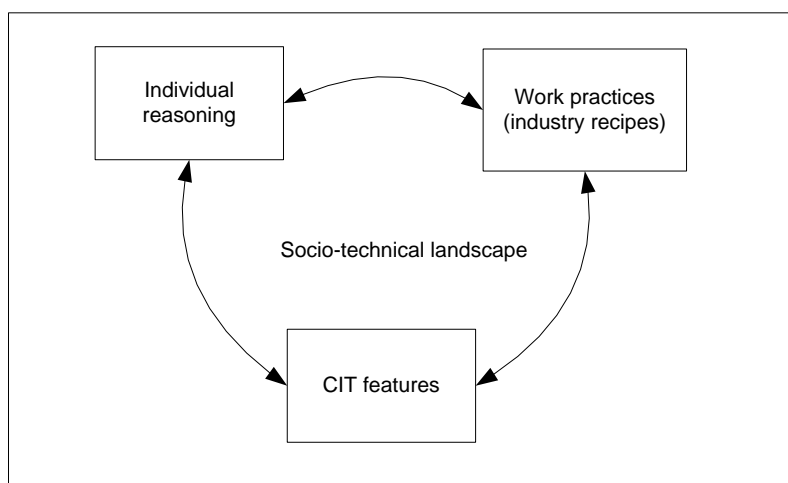 Individual
reasoning
Work practices
(industry recipes)
Socio-technical landscape
CIT features